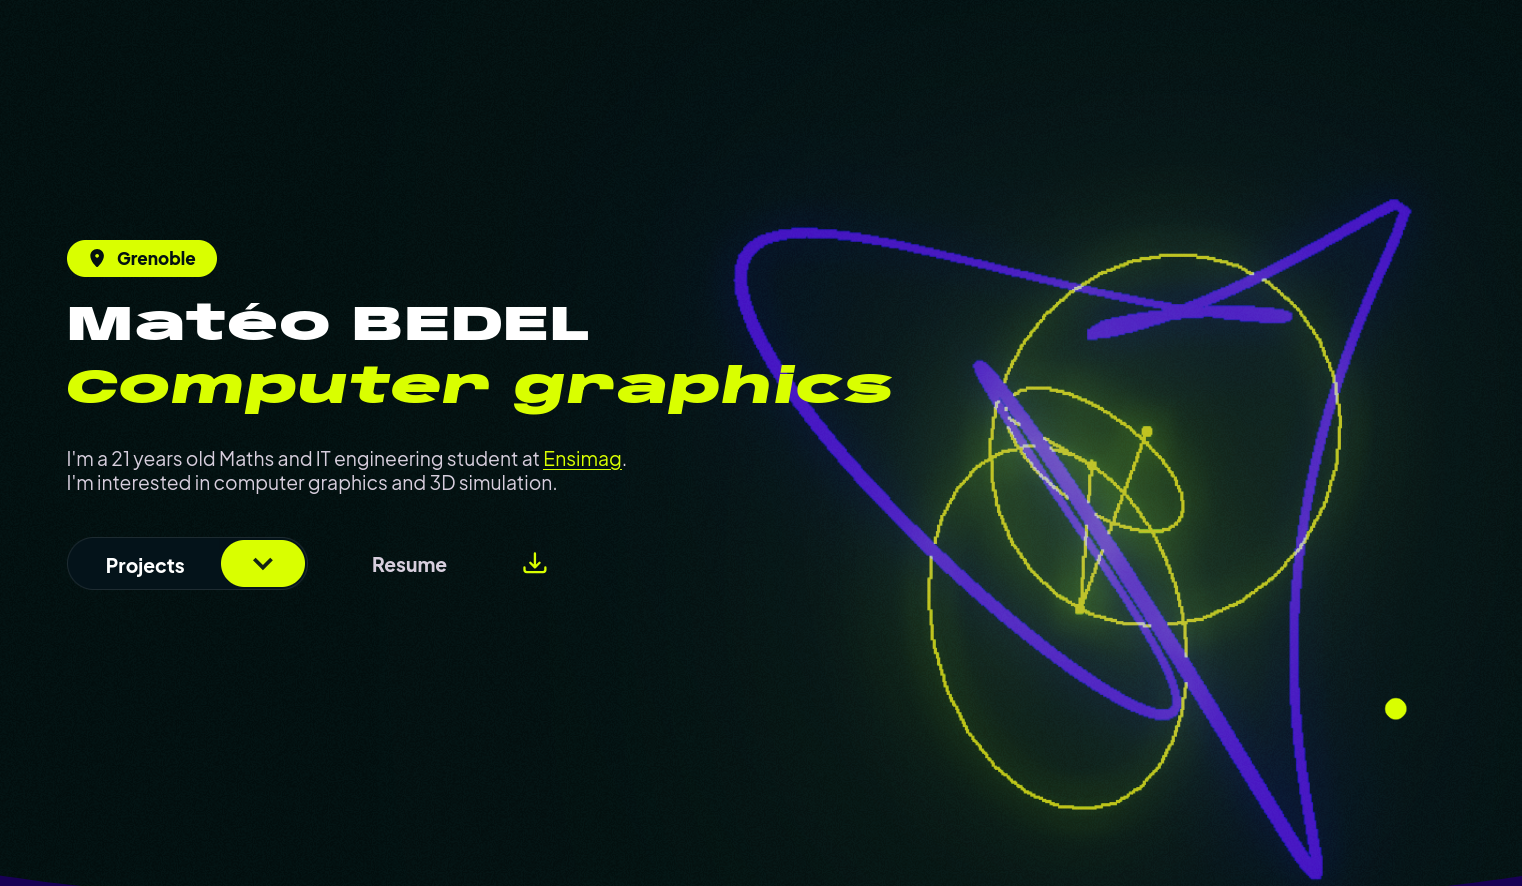 Grenoble
Matéo BEDEL
Computer graphics
I'm a 21 years old Maths and IT engineering student at Ensimag.
I'm interested in computer graphics and 3D simulation.
Projects
Resume